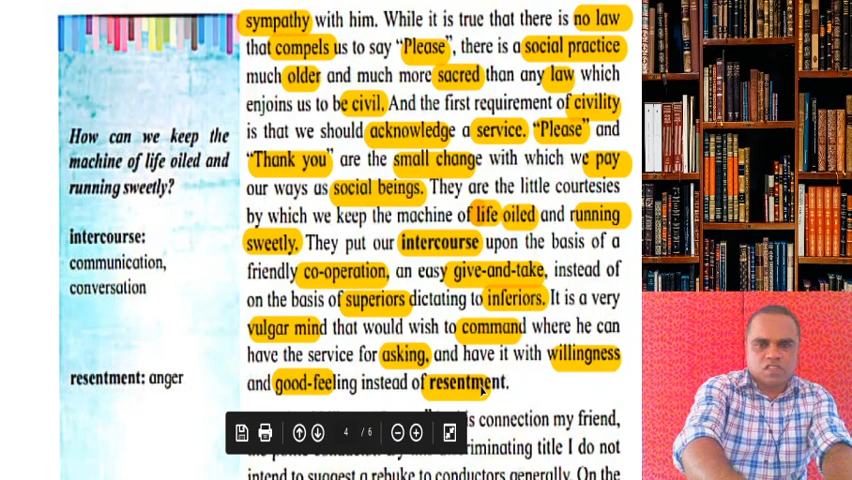 sympathy with him. While it is true that there is no law
that compels us to say “Please”, there is a social practice
much older and much more sacred than any law which
enjoins us to be civil. And the first requirement of civility
is that we should acknowledge a service. “Please” and
“Thank you” are the small change with which we pay
our ways as social beings. They are the little courtesies
by which we keep the machine of life oiled and running
sweetly. They put our intercourse upon the basis of a
friendly co-operation, an easy give-and-take, instead of
on the basis of superiors dictating to inferiors. It is a very
vulgar mind that would wish to command where he can
have the service for asking, and have it with willingness
and good-feeling instead of resentment.
is connection my friend,
riminating title I do not
intend to suggest a rebuke to conductors generally. On the
How can we keep the
machine of life oiled and
running sweetly?
intercourse:
communication,
conversation
resentment: anger
4 / 6